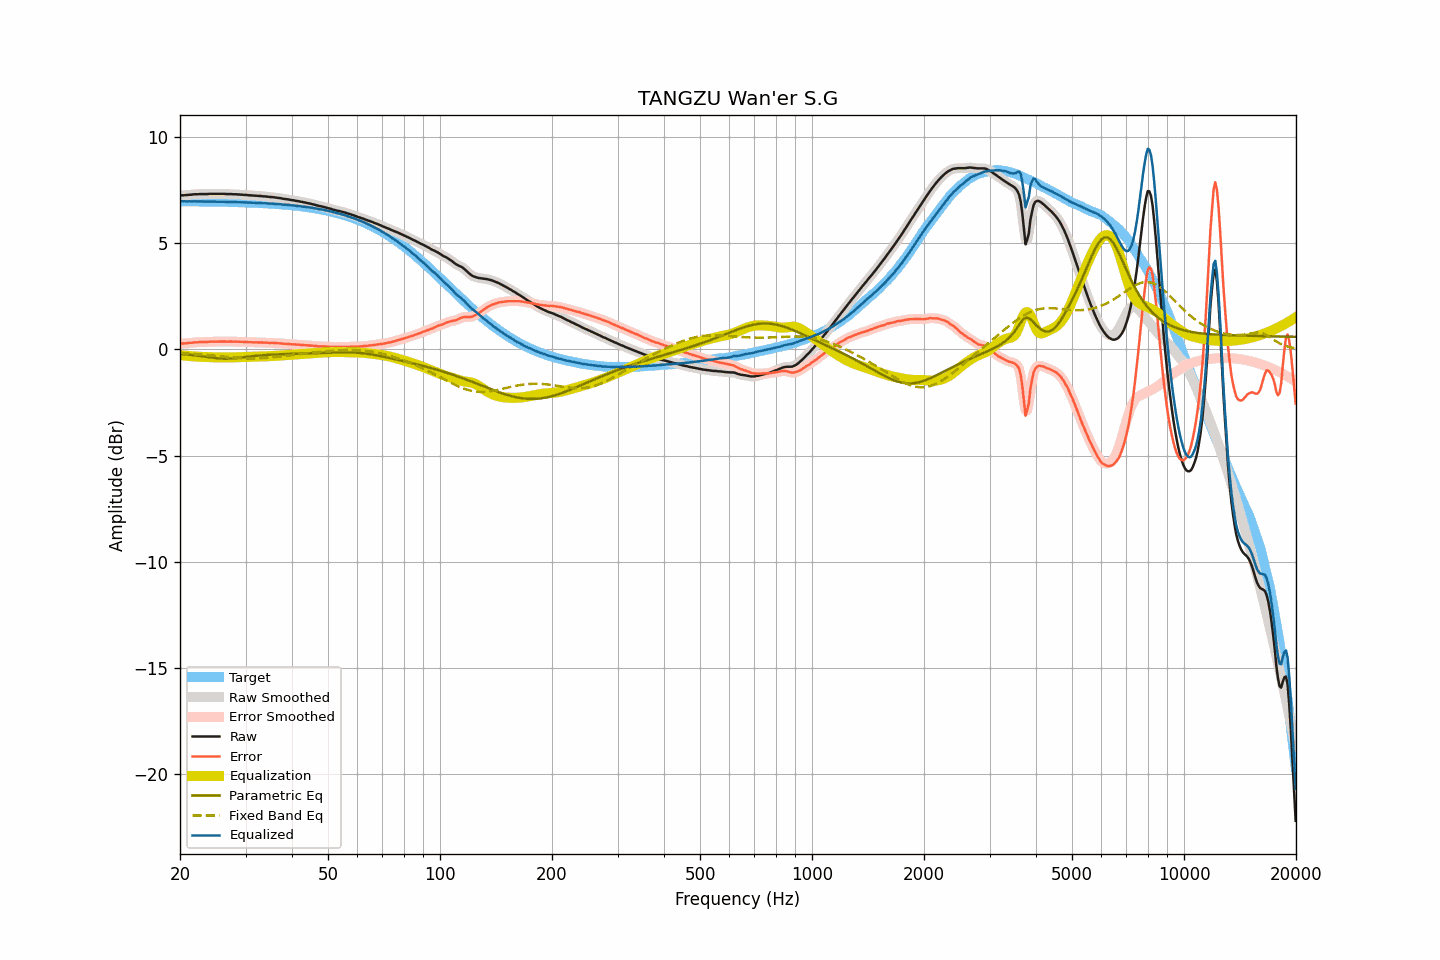 TANGZU Wan'er S.G
10
5
0
−5
−10
−15
−20
Amplitude (dBr)
Target
Raw Smoothed
Error Smoothed
Raw
Error
Equalization
Parametric Eq
Fixed Band Eq
Equalized
20 50 100 200 500 1000 2000 5000 10000 20000
Frequency (Hz)